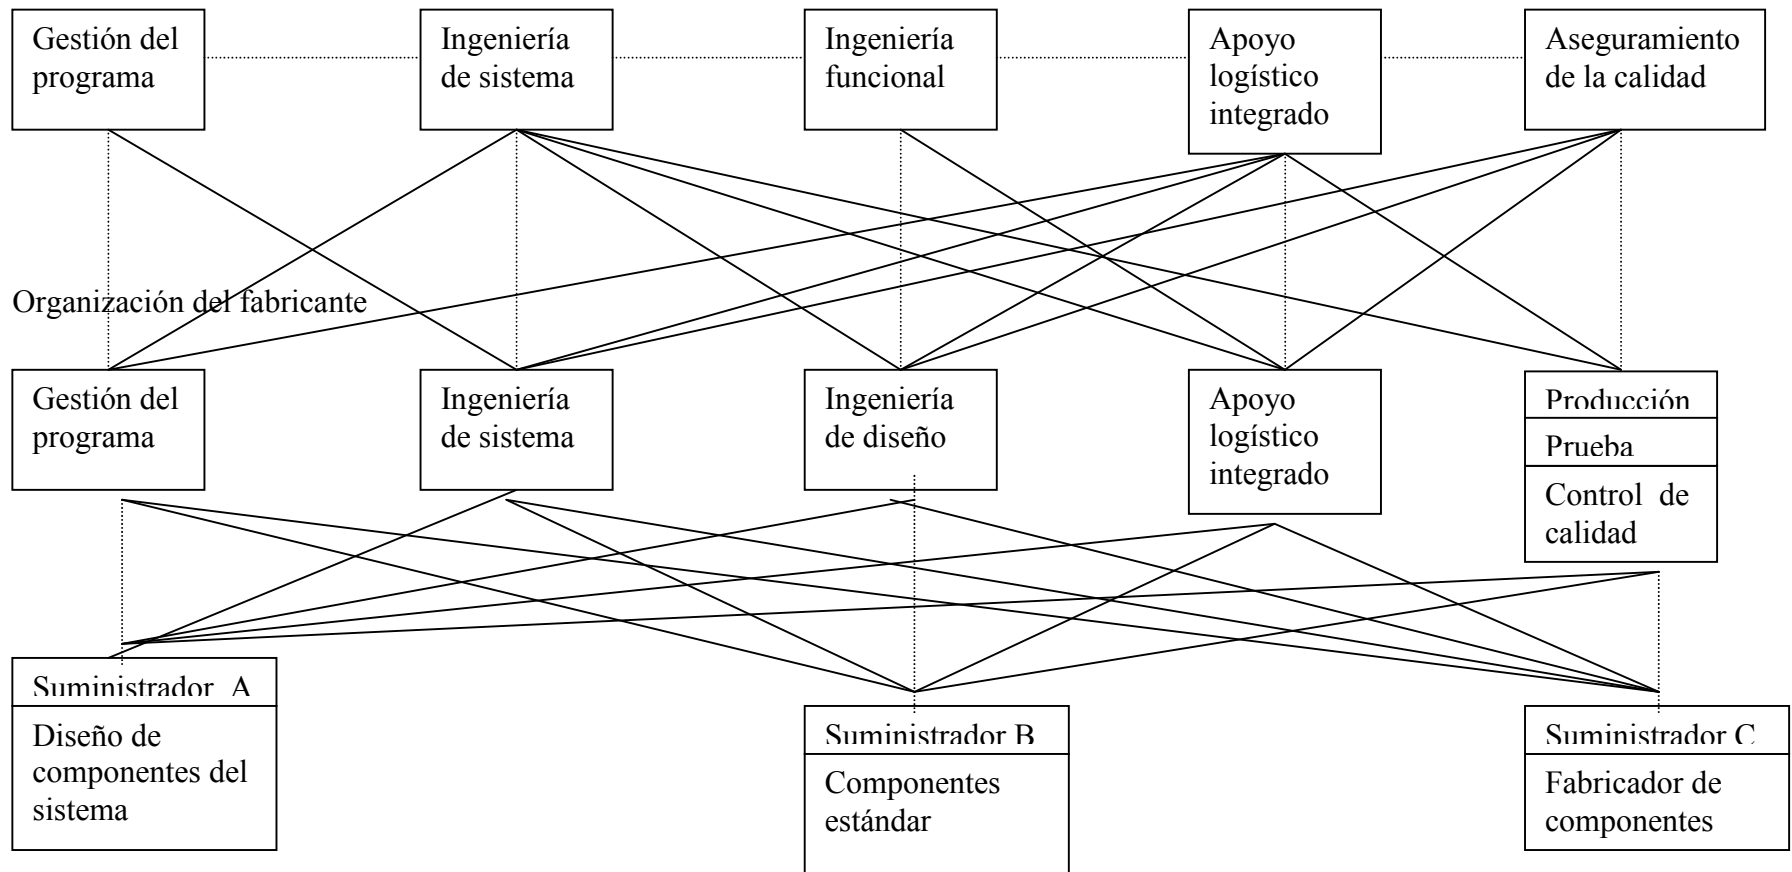 Gestión del
programa
Ingeniería
de sistema
Ingeniería
funcional
Apoyo
logístico
integrado
Aseguramiento
de la calidad
Organización del fabricante
Gestión del
programa
Ingeniería
de sistema
Ingeniería
de diseño
Apoyo
logístico
integrado
Producción
Prueba
Control de
calidad
Suministrador A
Diseño de
componentes del
sistema
Suministrador B
Componentes
estándar
Suministrador C
Fabricador de
componentes